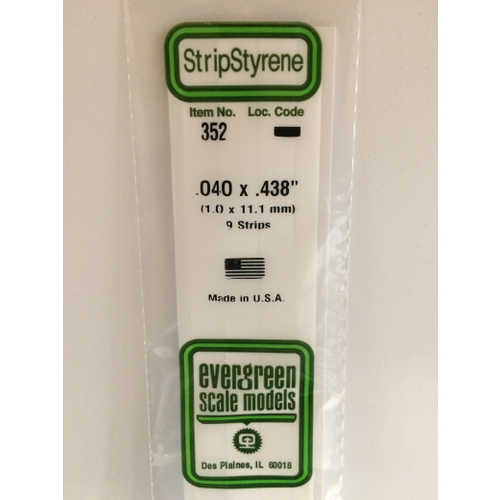 StripStyrene
Item No. Loc. Code
352
.040 x .438"
(1.0 x 11.1 mm)
9 Strips
Made in U.S.A.
evergreen
scale models
Des Plaines, IL 60018